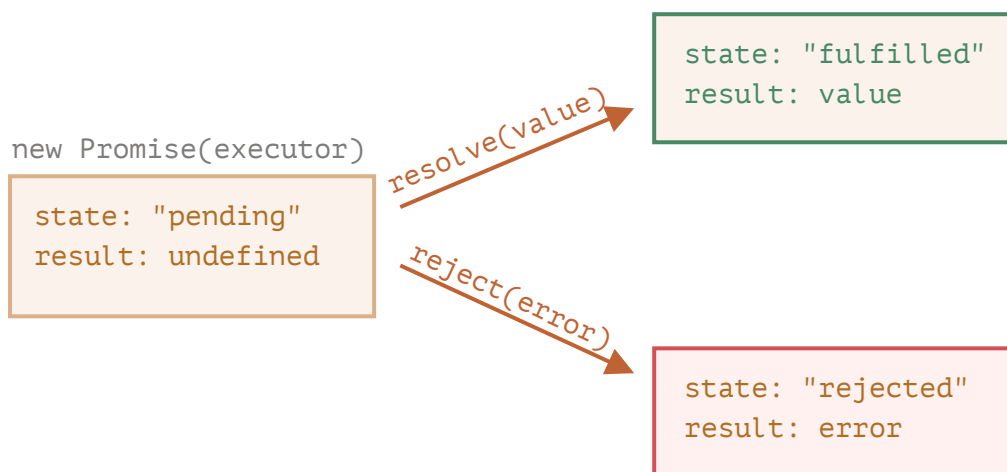 new Promise(executor)
state: "pending"
result: undefined
resolve(value)
reject(error)
state: "fulfilled"
result: value
state: "rejected"
result: error